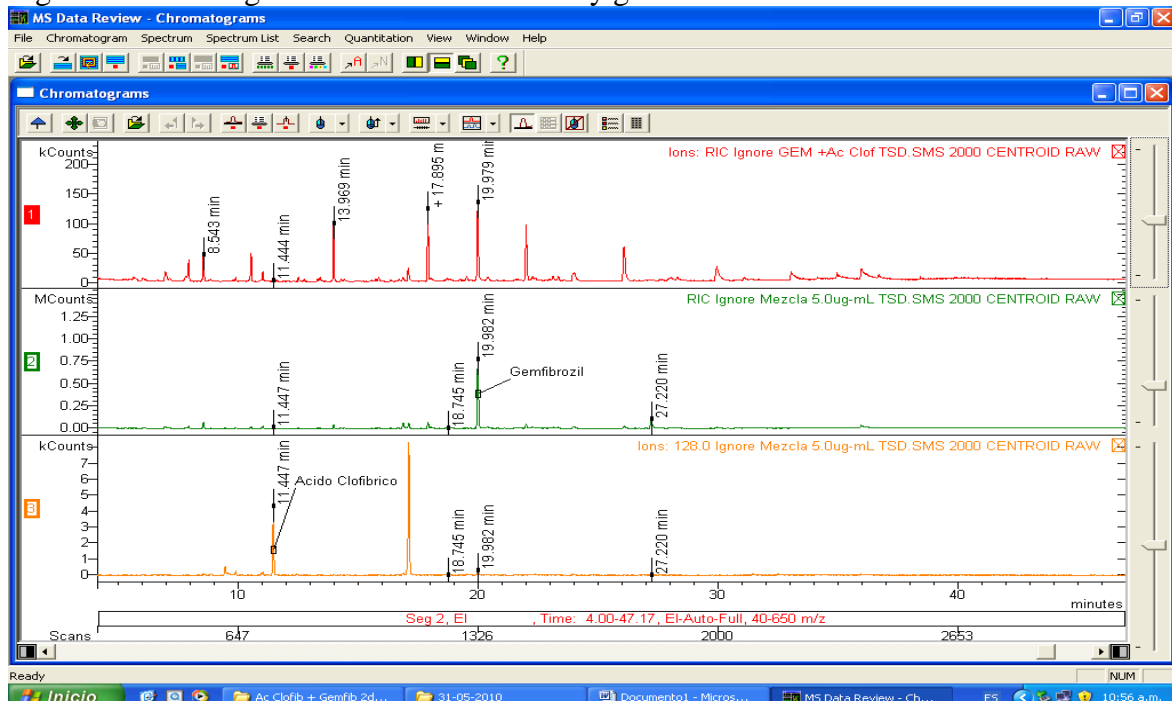 MS Data Review - Chromatograms
File Chromatogram Spectrum Spectrum List Search Quantitation View Window Help
Chromatograms
kCounts
Ions: RIC Ignore GEM +Ac Clof TSD.SMS 2000 CENTROID RAW
200
150
100
50
0
1
8.543 min
11.444 min
13.969 min
+ 17.895 m
19.979 min
MCounts
RIC Ignore Mezcla 5.0ug-mL TSD.SMS 2000 CENTROID RAW
1.25
1.00
0.75
0.50
0.25
0.00
2
11.447 min
18.745 min
19.982 min
Gemfibrozil
27.220 min
kCounts
Ions: 128.0 Ignore Mezcla 5.0ug-mL TSD.SMS 2000 CENTROID RAW
7
6
5
4
3
2
1
0
3
11.447 min
Acido Clofibrico
18.745 min
19.982 min
27.220 min
10 20 30 40
minutes
Seg 2, EI , Time: 4.00-47.17, EI-Auto-Full, 40-650 m/z
Scans 647 1326 2000 2653
Ready
NUM
Inicio Ac Clofib + Gemfib 2d... 31-05-2010 Documento1 - Micros... MS Data Review - Ch... ES 10:56 a.m.